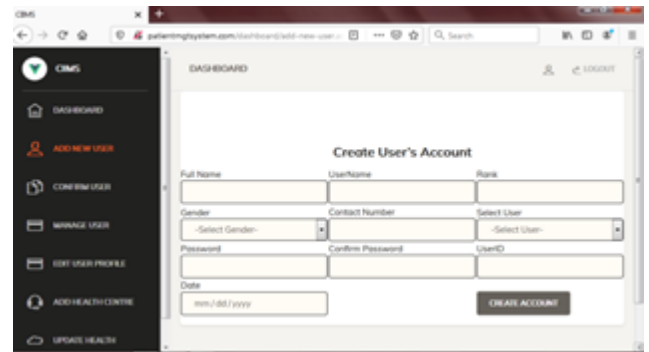 CIMS
patientmgtsystem.com/dashboard/add-new-user
Search
CIMS
DASHBOARD
LOGOUT
DASHBOARD
ADD NEW USER
CONFIRM USER
MANAGE USER
EDIT USER PROFILE
ADD HEALTH CENTRE
UPDATE HEALTH
Create User's Account
Full Name
UserName
Rank
Gender
Contact Number
Select User
-Select Gender-
-Select User-
Password
Confirm Password
UserID
Date
mm/dd/yyyy
CREATE ACCOUNT